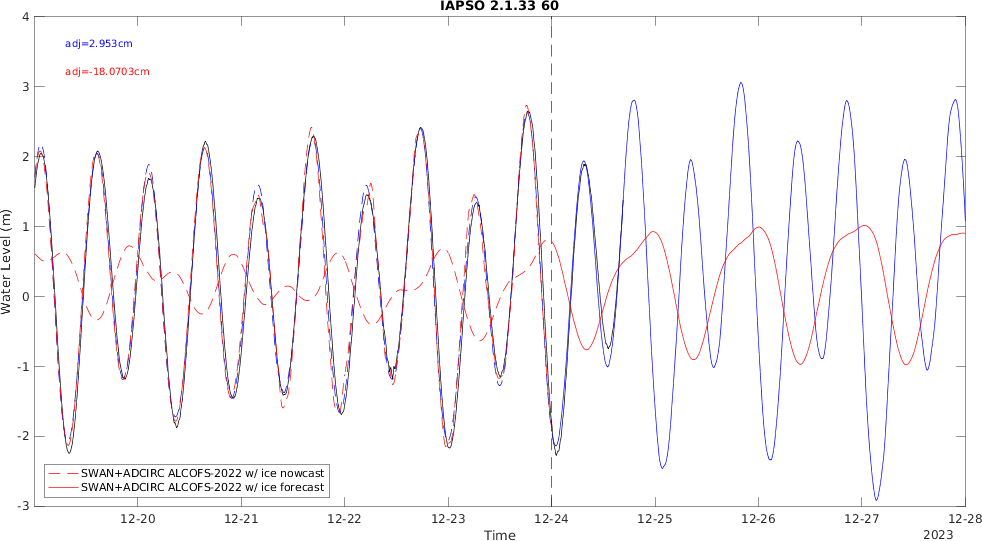 IAPSO 2.1.33 60
4
3
2
1
0
-1
-2
-3
Water Level (m)
adj=2.953cm
adj=-18.0703cm
SWAN+ADCIRC ALCOFS-2022 w/ ice nowcast
SWAN+ADCIRC ALCOFS-2022 w/ ice forecast
12-20 12-21 12-22 12-23 12-24 12-25 12-26 12-27 12-28
Time
2023